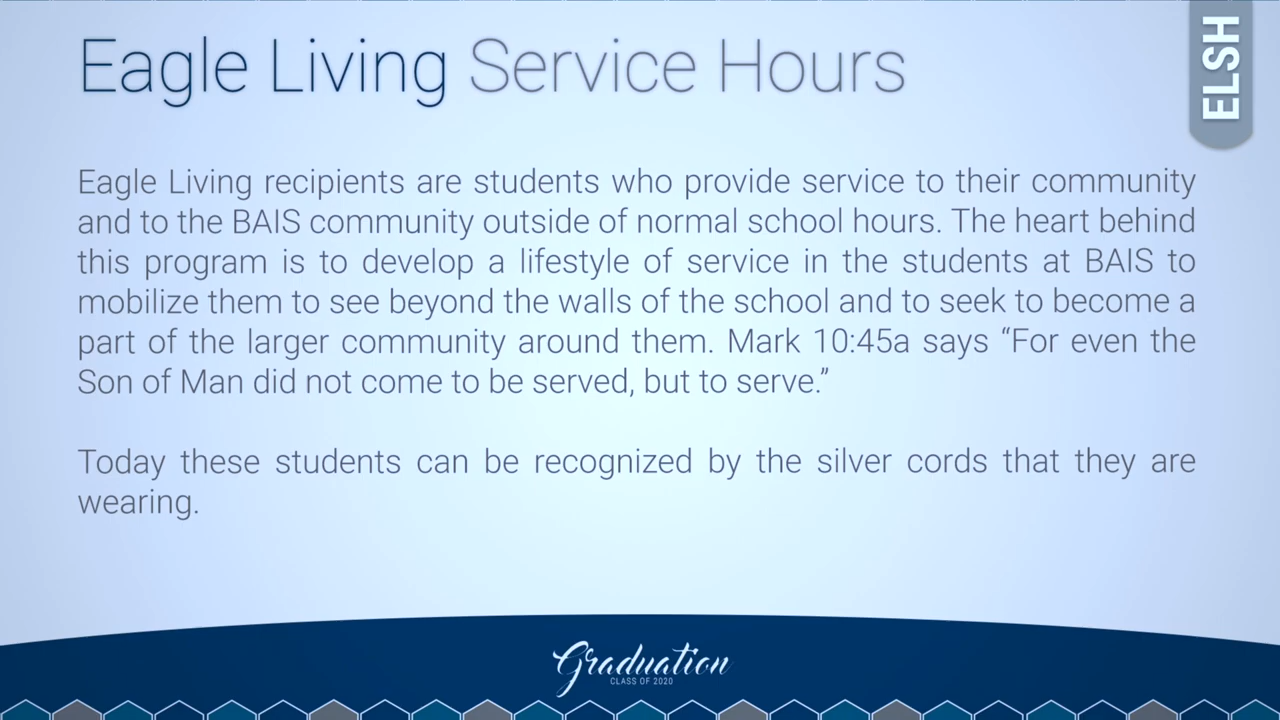 Eagle Living Service Hours
ELSH
Eagle Living recipients are students who provide service to their community
and to the BAIS community outside of normal school hours. The heart behind
this program is to develop a lifestyle of service in the students at BAIS to
mobilize them to see beyond the walls of the school and to seek to become a
part of the larger community around them. Mark 10:45a says “For even the
Son of Man did not come to be served, but to serve.”
Today these students can be recognized by the silver cords that they are
wearing.
Graduation
CLASS OF 2020